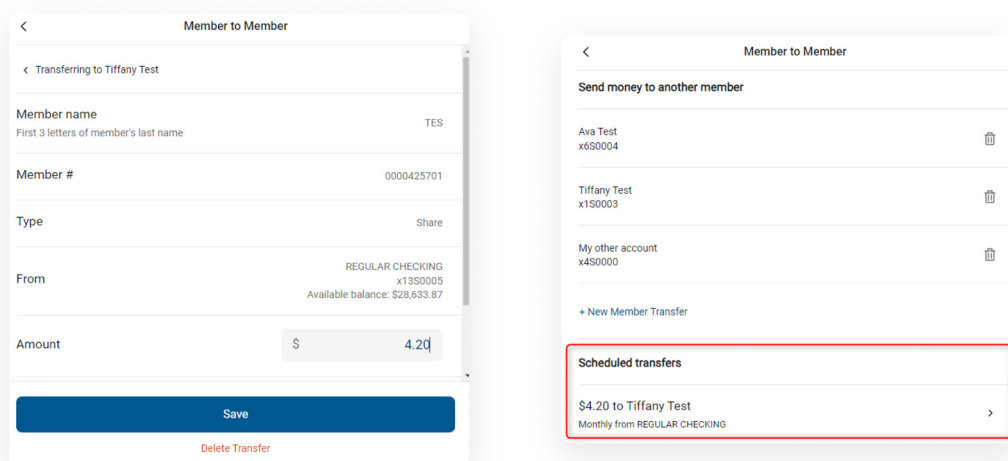 Member to Member
Transferring to Tiffany Test
Member name
First 3 letters of member's last name
TES
Member #
0000425701
Type
Share
From
REGULAR CHECKING
x13S0005
Available balance: $28,633.87
Amount
$ 4.20
Save
Delete Transfer
Member to Member
Send money to another member
Ava Test
x6S0004
Tiffany Test
x1S0003
My other account
x4S0000
+ New Member Transfer
Scheduled transfers
$4.20 to Tiffany Test
Monthly from REGULAR CHECKING